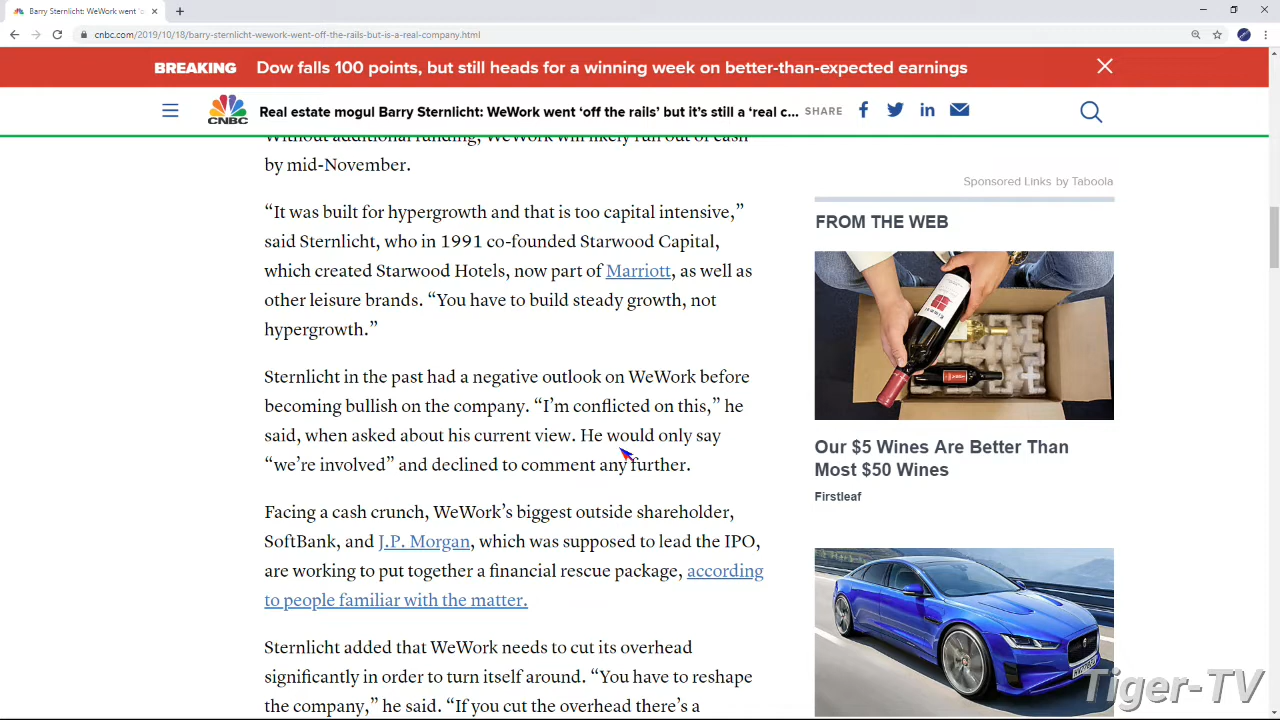 Barry Sternlicht: WeWork went 'o
cnbc.com/2019/10/18/barry-sternlicht-wework-went-off-the-rails-but-is-a-real-company.html
BREAKING Dow falls 100 points, but still heads for a winning week on better-than-expected earnings
CNBC
Real estate mogul Barry Sternlicht: WeWork went ‘off the rails’ but it’s still a ‘real c...
SHARE
Without additional funding, WeWork will likely run out of cash
by mid-November.
“It was built for hypergrowth and that is too capital intensive,”
said Sternlicht, who in 1991 co-founded Starwood Capital,
which created Starwood Hotels, now part of Marriott, as well as
other leisure brands. “You have to build steady growth, not
hypergrowth.”
Sternlicht in the past had a negative outlook on WeWork before
becoming bullish on the company. “I’m conflicted on this,” he
said, when asked about his current view. He would only say
“we’re involved” and declined to comment any further.
Facing a cash crunch, WeWork’s biggest outside shareholder,
SoftBank, and J.P. Morgan, which was supposed to lead the IPO,
are working to put together a financial rescue package, according
to people familiar with the matter.
Sternlicht added that WeWork needs to cut its overhead
significantly in order to turn itself around. “You have to reshape
the company,” he said. “If you cut the overhead there’s a
Sponsored Links by Taboola
FROM THE WEB
Our $5 Wines Are Better Than
Most $50 Wines
Firstleaf
Tiger-TV